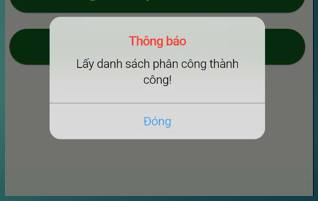 Thông báo
Lấy danh sách phân công thành
công!
Đóng